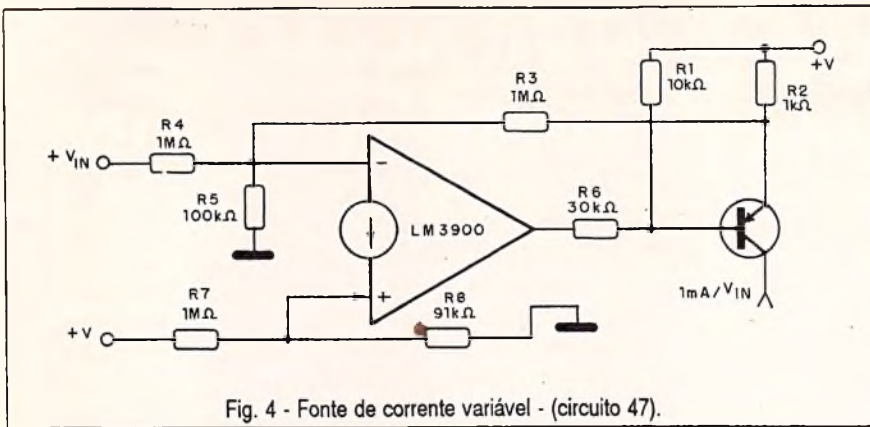 R1
10kΩ
+V
R2
1kΩ
R3
1MΩ
R4
1MΩ
+ VIN
R5
100kΩ
-
LM3900
R6
30kΩ
+
R7
1MΩ
+V
R8
91kΩ
1mA/VIN
Fig. 4 - Fonte de corrente variável - (circuito 47).